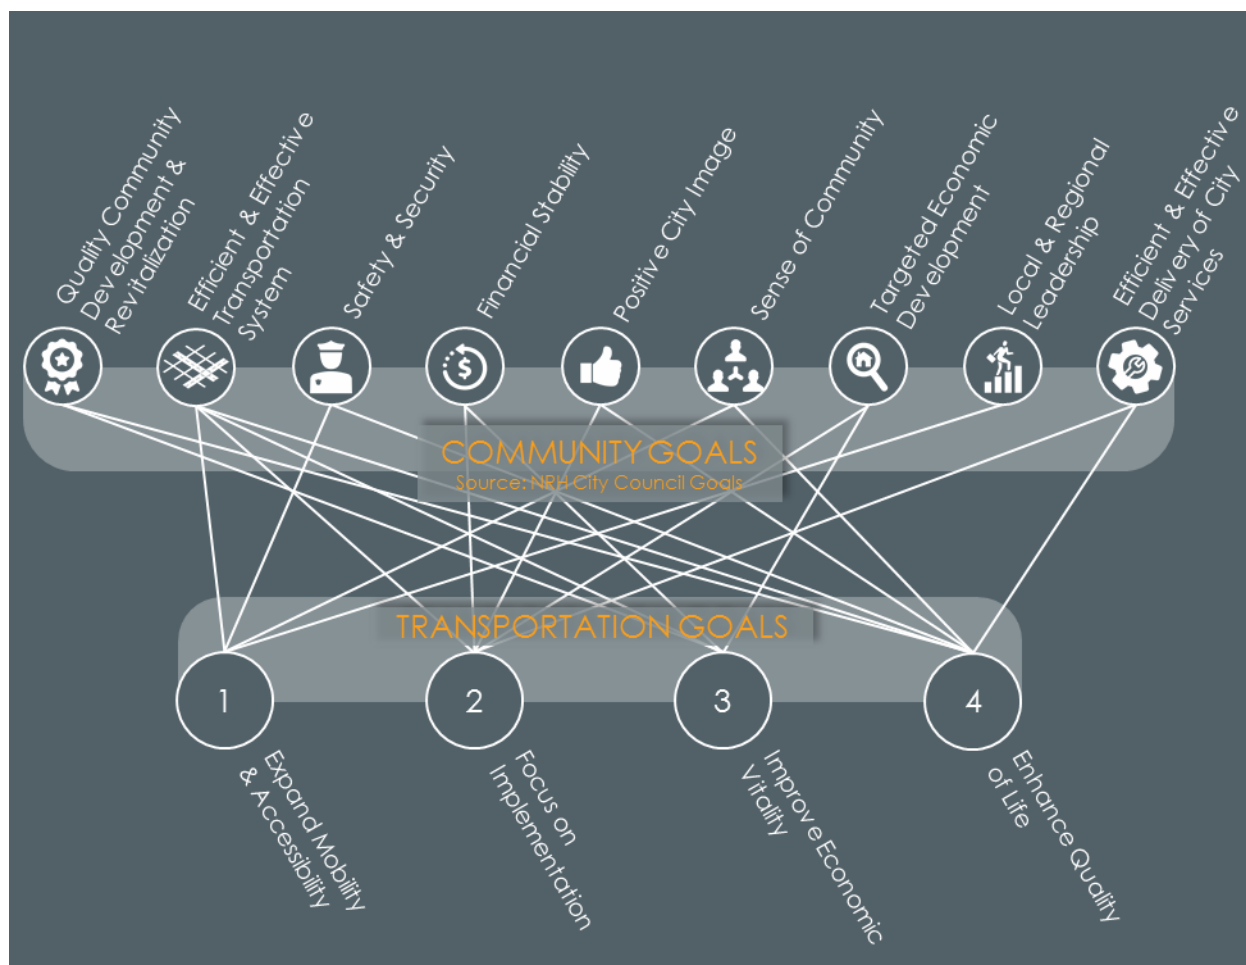 Quality Community
Development &
Revitalization
Efficient & Effective
Transportation
System
Safety & Security
Financial Stability
Positive City Image
Sense of Community
Targeted Economic
Development
Local & Regional
Leadership
Efficient & Effective
Delivery of City
Services
$
COMMUNITY GOALS
Source: NRH City Council Goals
TRANSPORTATION GOALS
1
2
3
4
Expand Mobility
& Accessibility
Focus on
Implementation
Improve Economic
Vitality
Enhance Quality
of Life